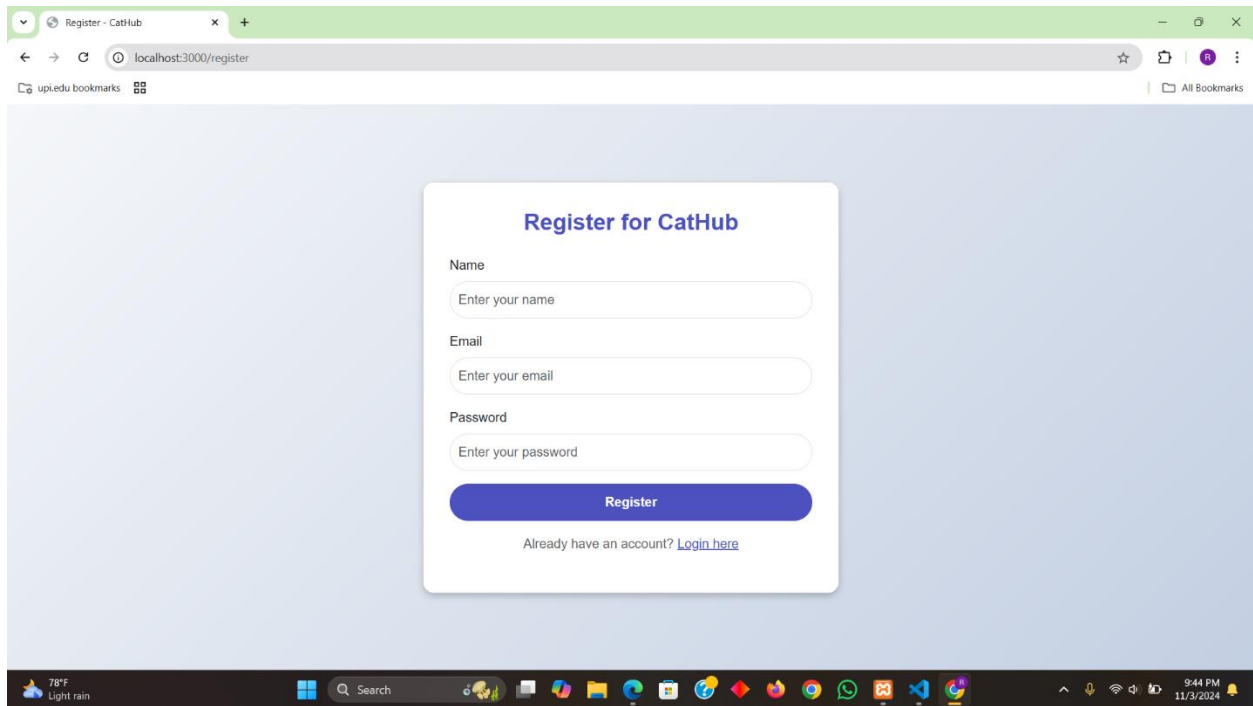 Register - CatHub
localhost:3000/register
R
upi.edu bookmarks
All Bookmarks
Register for CatHub
Name
Enter your name
Email
Enter your email
Password
Enter your password
Register
Already have an account? Login here
78°F
Light rain
Search
R
9:44 PM
11/3/2024